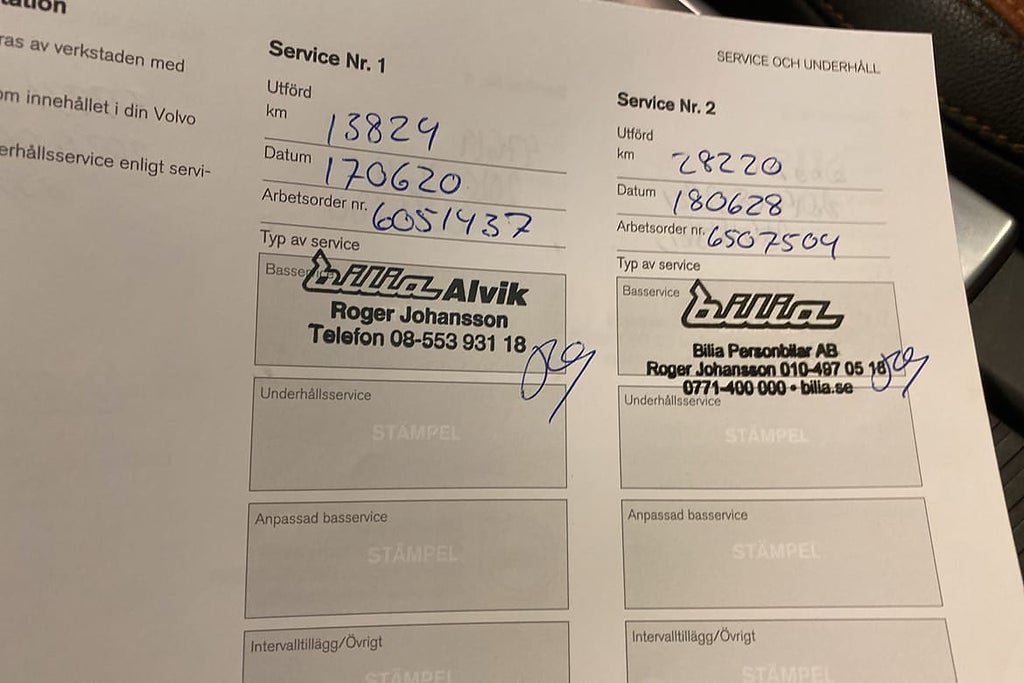 ation
ras av verkstaden med
om innehållet i din Volvo
erhållsservice enligt servi-
Service Nr. 1
Utförd
km 13829
Datum 170620
Arbetsorder nr. 6051437
Typ av service
Basservice
bilia Alvik
Roger Johansson
Telefon 08-553 931 18
Underhållsservice
STÄMPEL
Anpassad basservice
STÄMPEL
Intervalltillägg/Övrigt
STÄMPEL
SERVICE OCH UNDERHÅLL
Service Nr. 2
Utförd
km 28220
Datum 180628
Arbetsorder nr. 6507504
Typ av service
Basservice
bilia
Bilia Personbilar AB
Roger Johansson 010-497 05 18
0771-400 000 • bilia.se
Underhållsservice
STÄMPEL
Anpassad basservice
STÄMPEL
Intervalltillägg/Övrigt
STÄMPEL